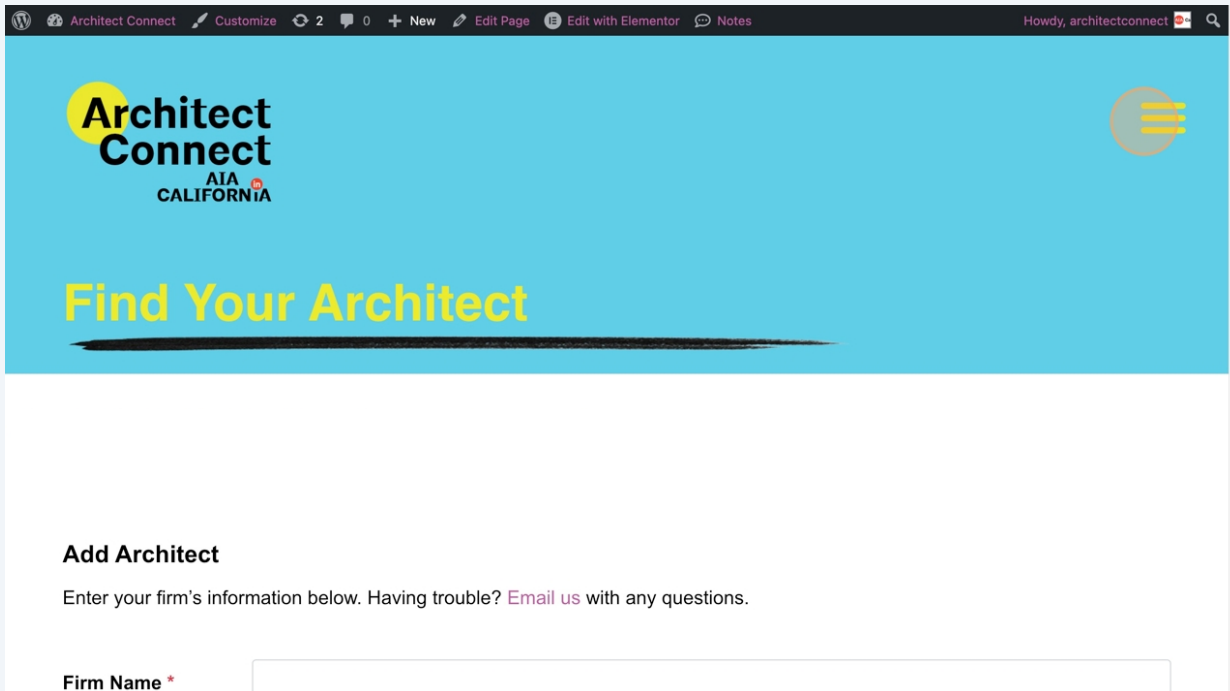 Architect Connect Customize 2 0 New Edit Page Edit with Elementor Notes Howdy, architectconnect
Architect
Connect
AIA in
CALIFORNIA
Find Your Architect
Add Architect
Enter your firm’s information below. Having trouble? Email us with any questions.
Firm Name *